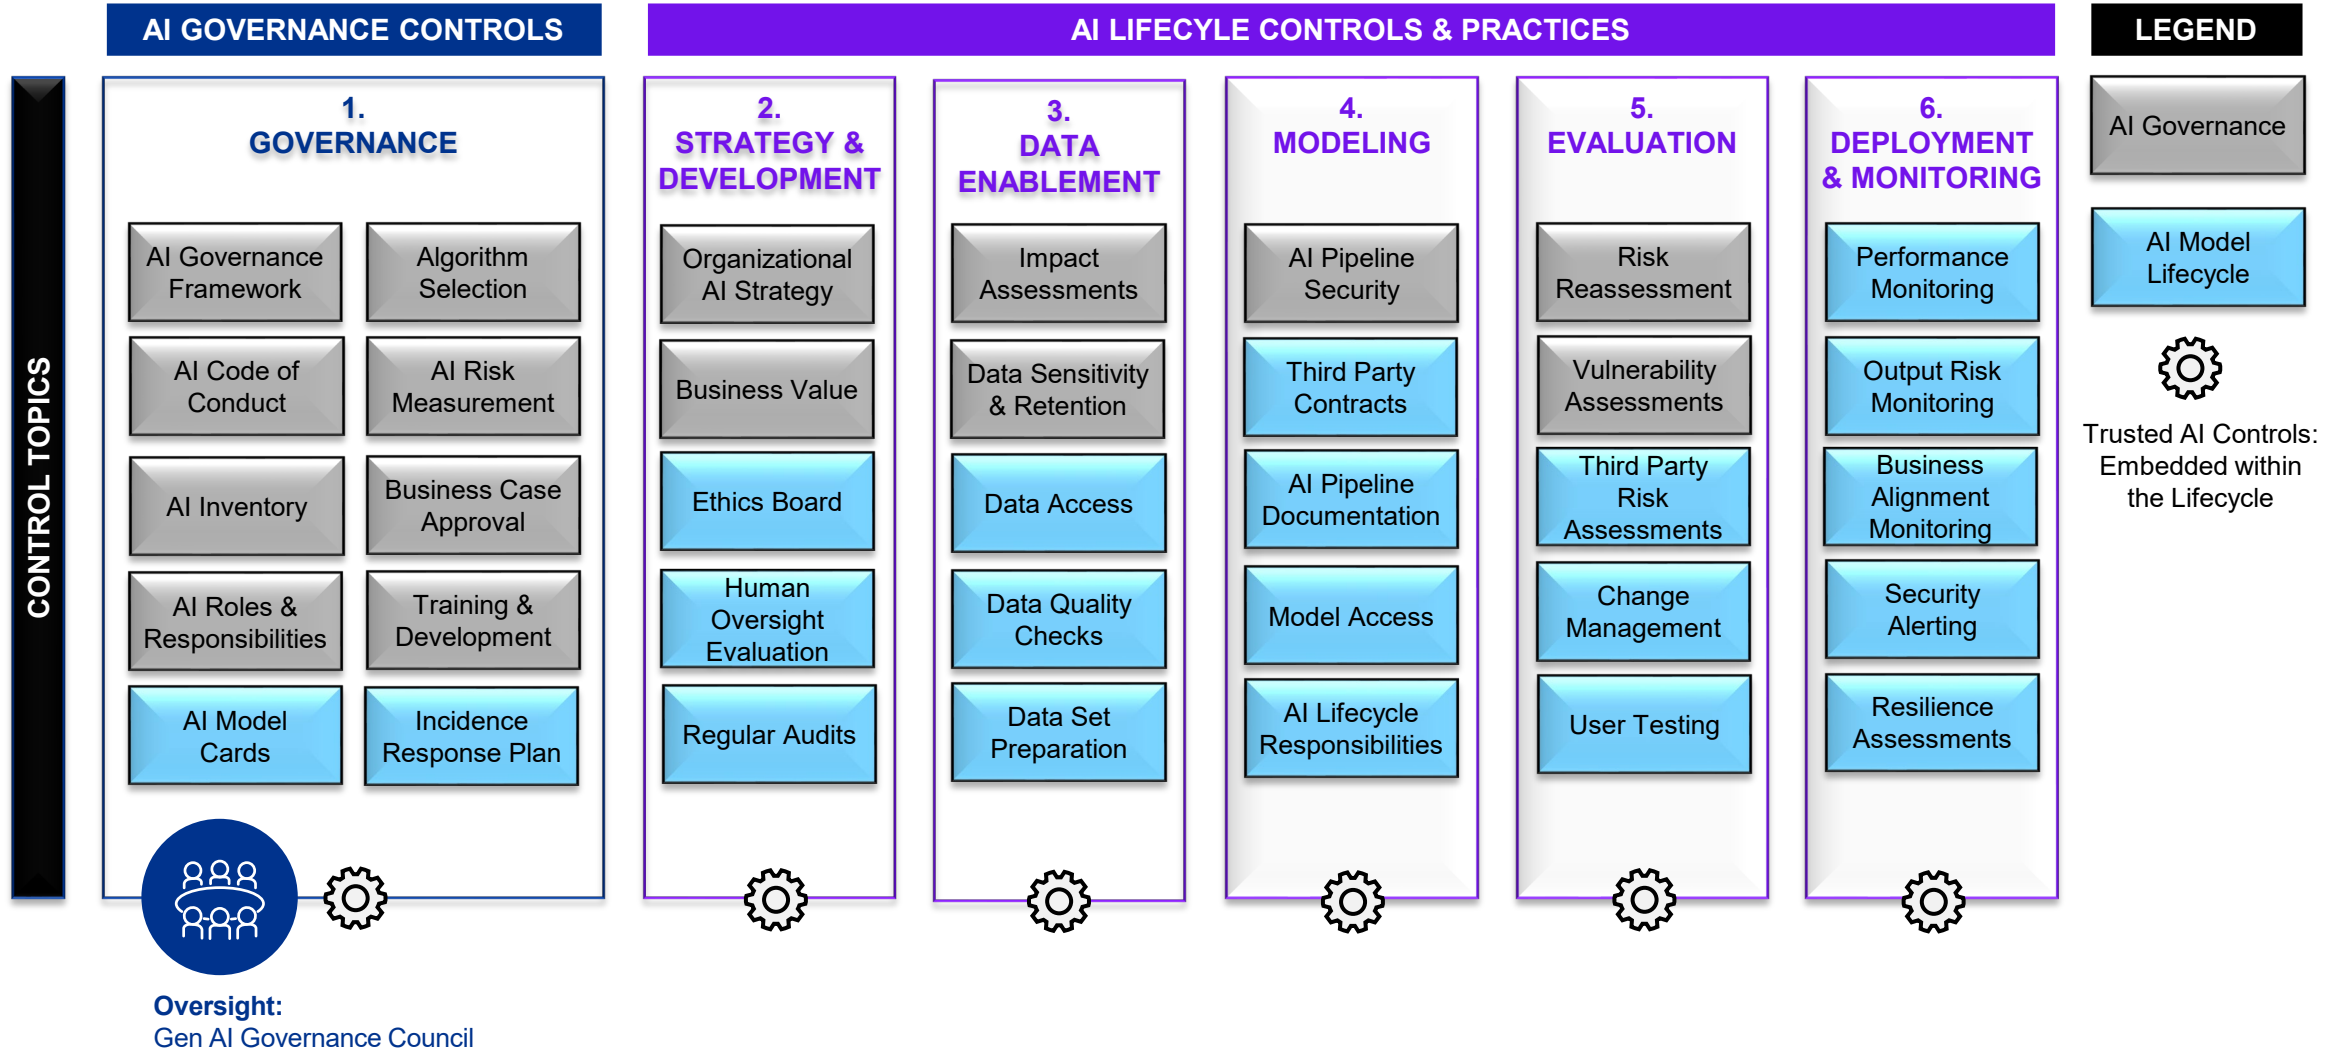 AI GOVERNANCE CONTROLS
AI LIFECYLE CONTROLS & PRACTICES
LEGEND
CONTROL TOPICS
1.
GOVERNANCE
AI Governance
Framework
Algorithm
Selection
AI Code of
Conduct
AI Risk
Measurement
AI Inventory
Business Case
Approval
AI Roles &
Responsibilities
Training &
Development
AI Model
Cards
Incidence
Response Plan
Oversight:
Gen AI Governance Council
2.
STRATEGY &
DEVELOPMENT
Organizational
AI Strategy
Business Value
Ethics Board
Human
Oversight
Evaluation
Regular Audits
3.
DATA
ENABLEMENT
Impact
Assessments
Data Sensitivity
& Retention
Data Access
Data Quality
Checks
Data Set
Preparation
4.
MODELING
AI Pipeline
Security
Third Party
Contracts
AI Pipeline
Documentation
Model Access
AI Lifecycle
Responsibilities
5.
EVALUATION
Risk
Reassessment
Vulnerability
Assessments
Third Party
Risk
Assessments
Change
Management
User Testing
6.
DEPLOYMENT
& MONITORING
Performance
Monitoring
Output Risk
Monitoring
Business
Alignment
Monitoring
Security
Alerting
Resilience
Assessments
AI Governance
AI Model
Lifecycle
Trusted AI Controls:
Embedded within
the Lifecycle